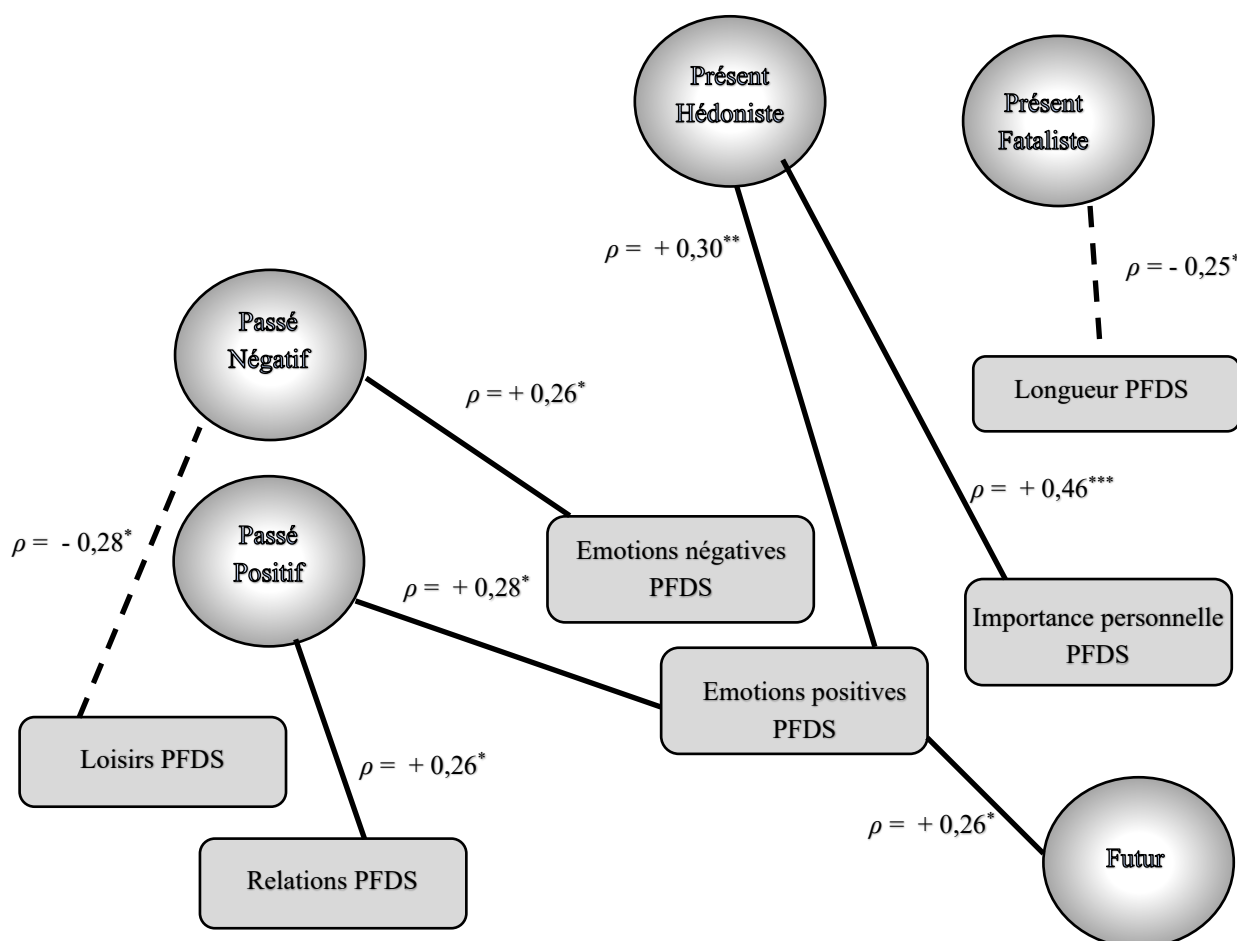 Présent
Hédoniste
Présent
Fataliste
ρ = + 0,30**
ρ = - 0,25*
Passé
Négatif
ρ = + 0,26*
Longueur PFDS
ρ = + 0,46***
ρ = - 0,28*
Passé
Positif
Emotions négatives
PFDS
ρ = + 0,28*
Importance personnelle
PFDS
Emotions positives
PFDS
Loisirs PFDS
ρ = + 0,26*
ρ = + 0,26*
Futur
Relations PFDS